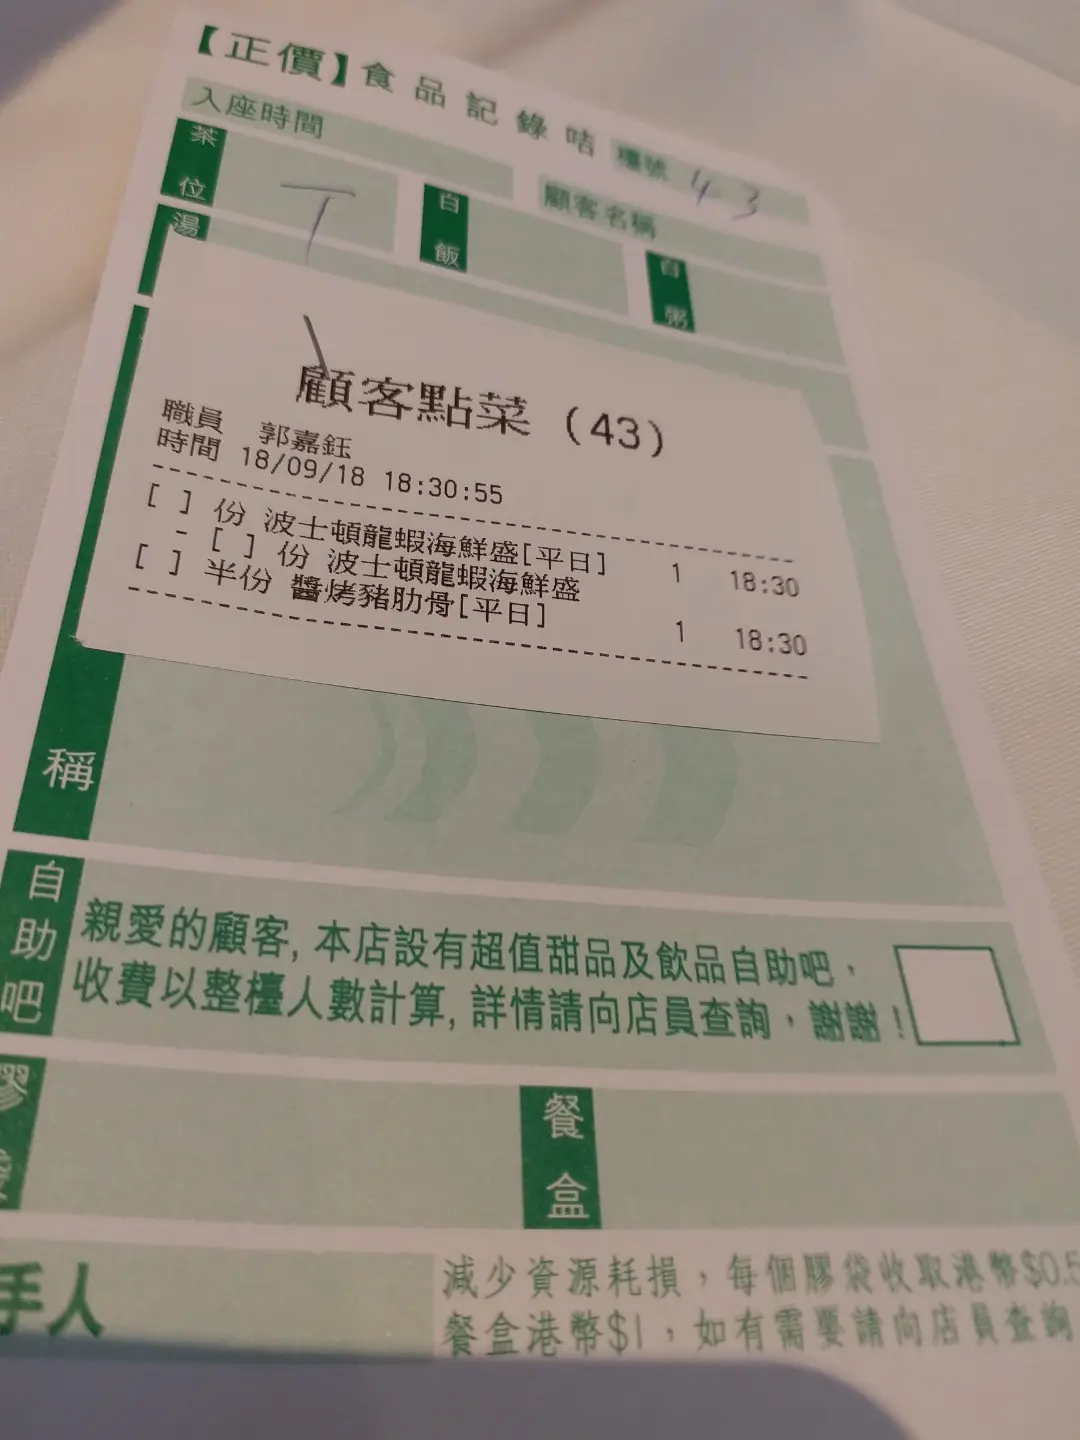 【正價】食品記錄咭 檯號 43
入座時間
顧客名稱
茶位 T 白飯 白粥
湯
顧客點菜 (43)
職員 郭嘉鈺
時間 18/09/18 18:30:55
[ ] 份 波士頓龍蝦海鮮盛[平日] 1 18:30
- [ ] 份 波士頓龍蝦海鮮盛
[ ] 半份 醬烤豬肋骨[平日] 1 18:30
稱
自助吧
親愛的顧客, 本店設有超值甜品及飲品自助吧，
收費以整檯人數計算, 詳情請向店員查詢，謝謝！
膠袋 餐盒
手人
減少資源耗損，每個膠袋收取港幣$0.5
餐盒港幣$1，如有需要請向店員查詢